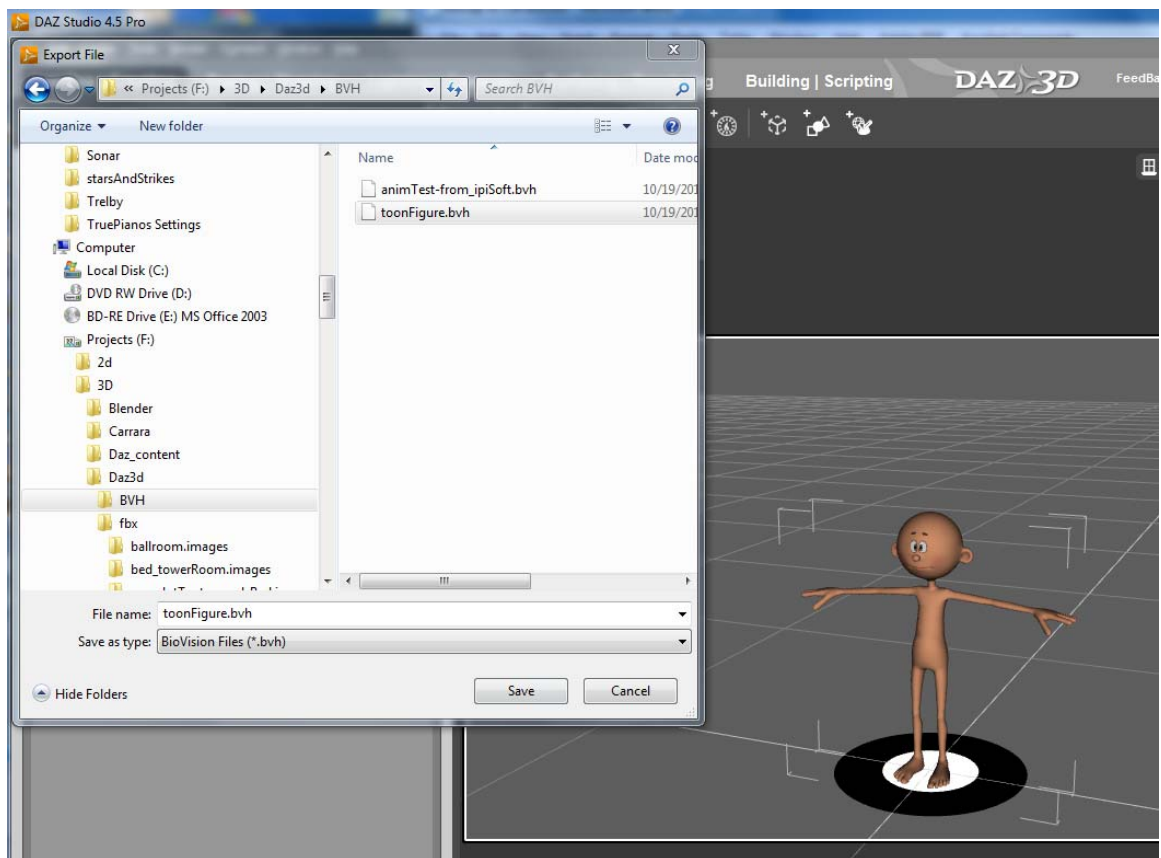 DAZ Studio 4.5 Pro
Export File
« Projects (F:) ▸ 3D ▸ Daz3d ▸ BVH
Search BVH
Building | Scripting
DAZ 3D
FeedBa
Organize
New folder
Name
Date mod
Sonar
starsAndStrikes
Trelby
TruePianos Settings
Computer
Local Disk (C:)
DVD RW Drive (D:)
BD-RE Drive (E:) MS Office 2003
Projects (F:)
2d
3D
Blender
Carrara
Daz_content
Daz3d
BVH
fbx
ballroom.images
bed_towerRoom.images
animTest-from_ipiSoft.bvh 10/19/201
toonFigure.bvh 10/19/201
File name: toonFigure.bvh
Save as type: BioVision Files (*.bvh)
Hide Folders
Save
Cancel